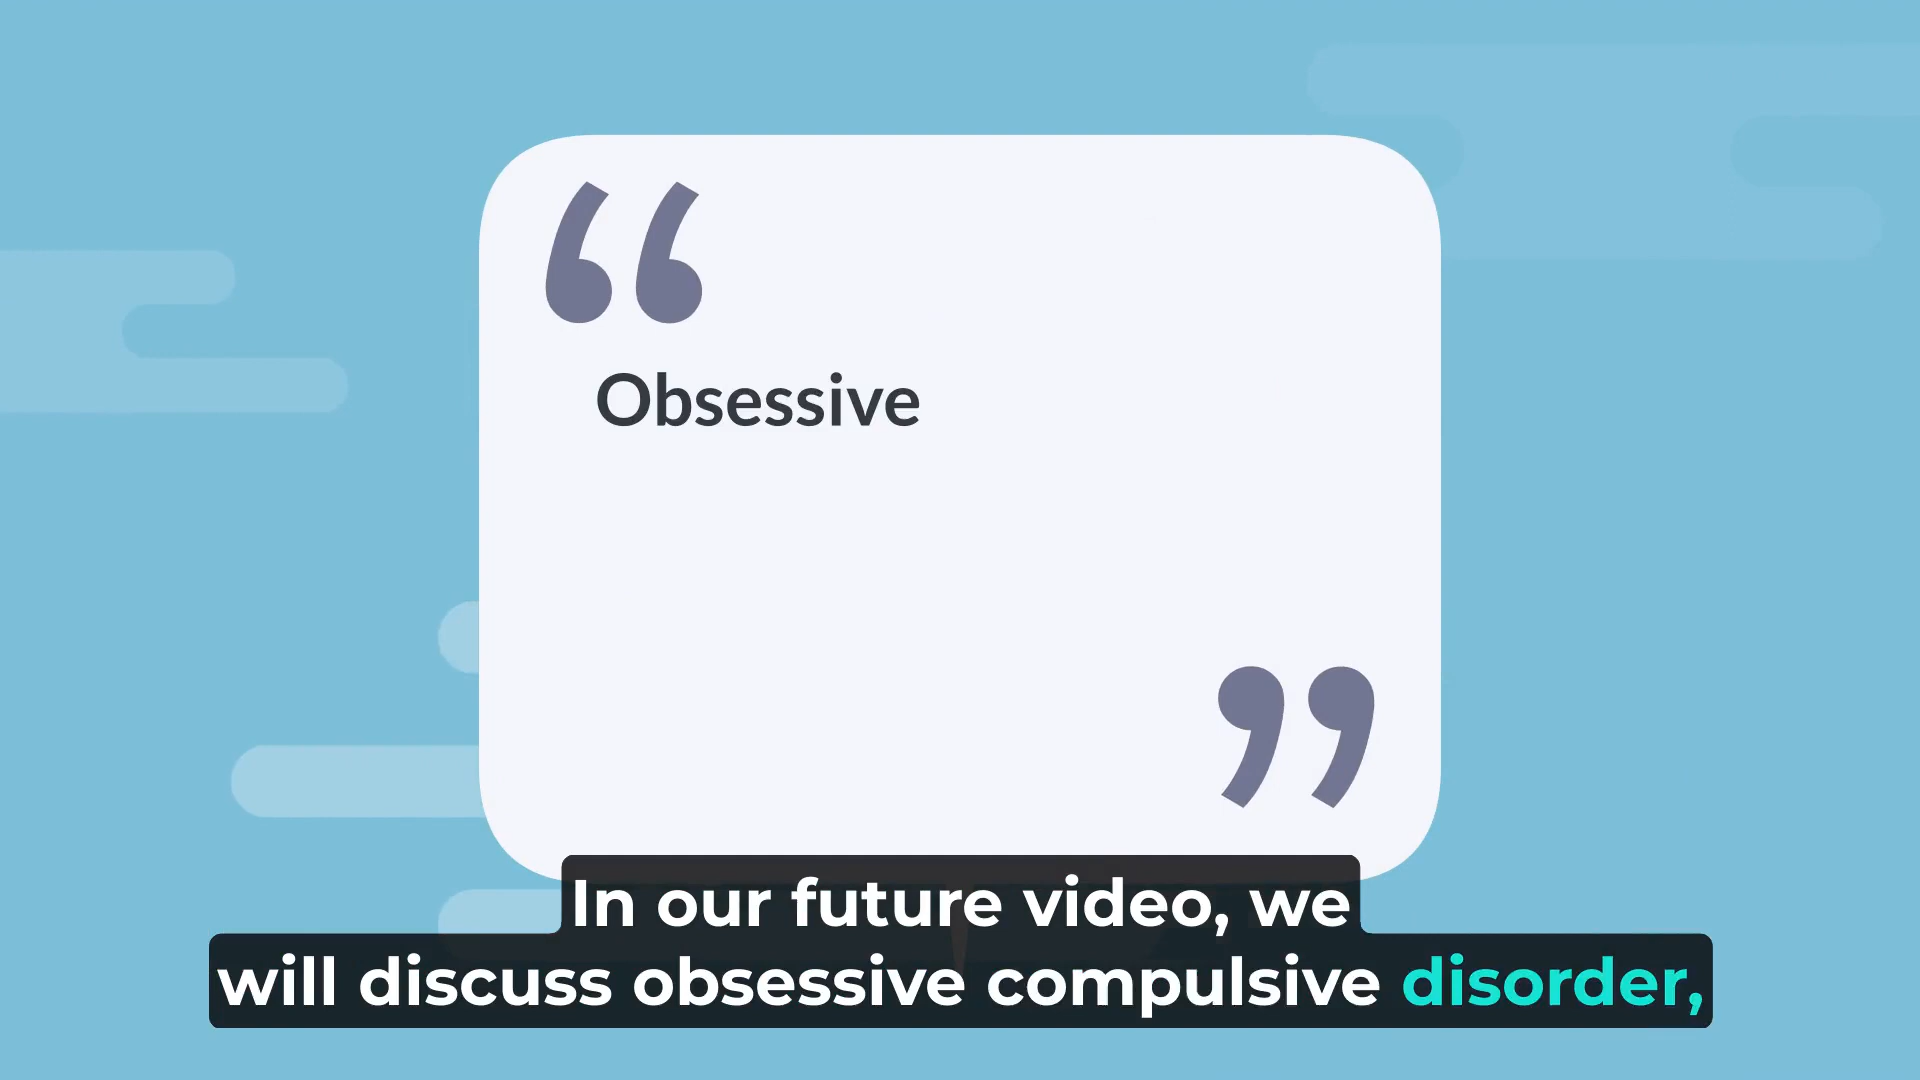 “
Obsessive
”
In our future video, we
will discuss obsessive compulsive disorder,